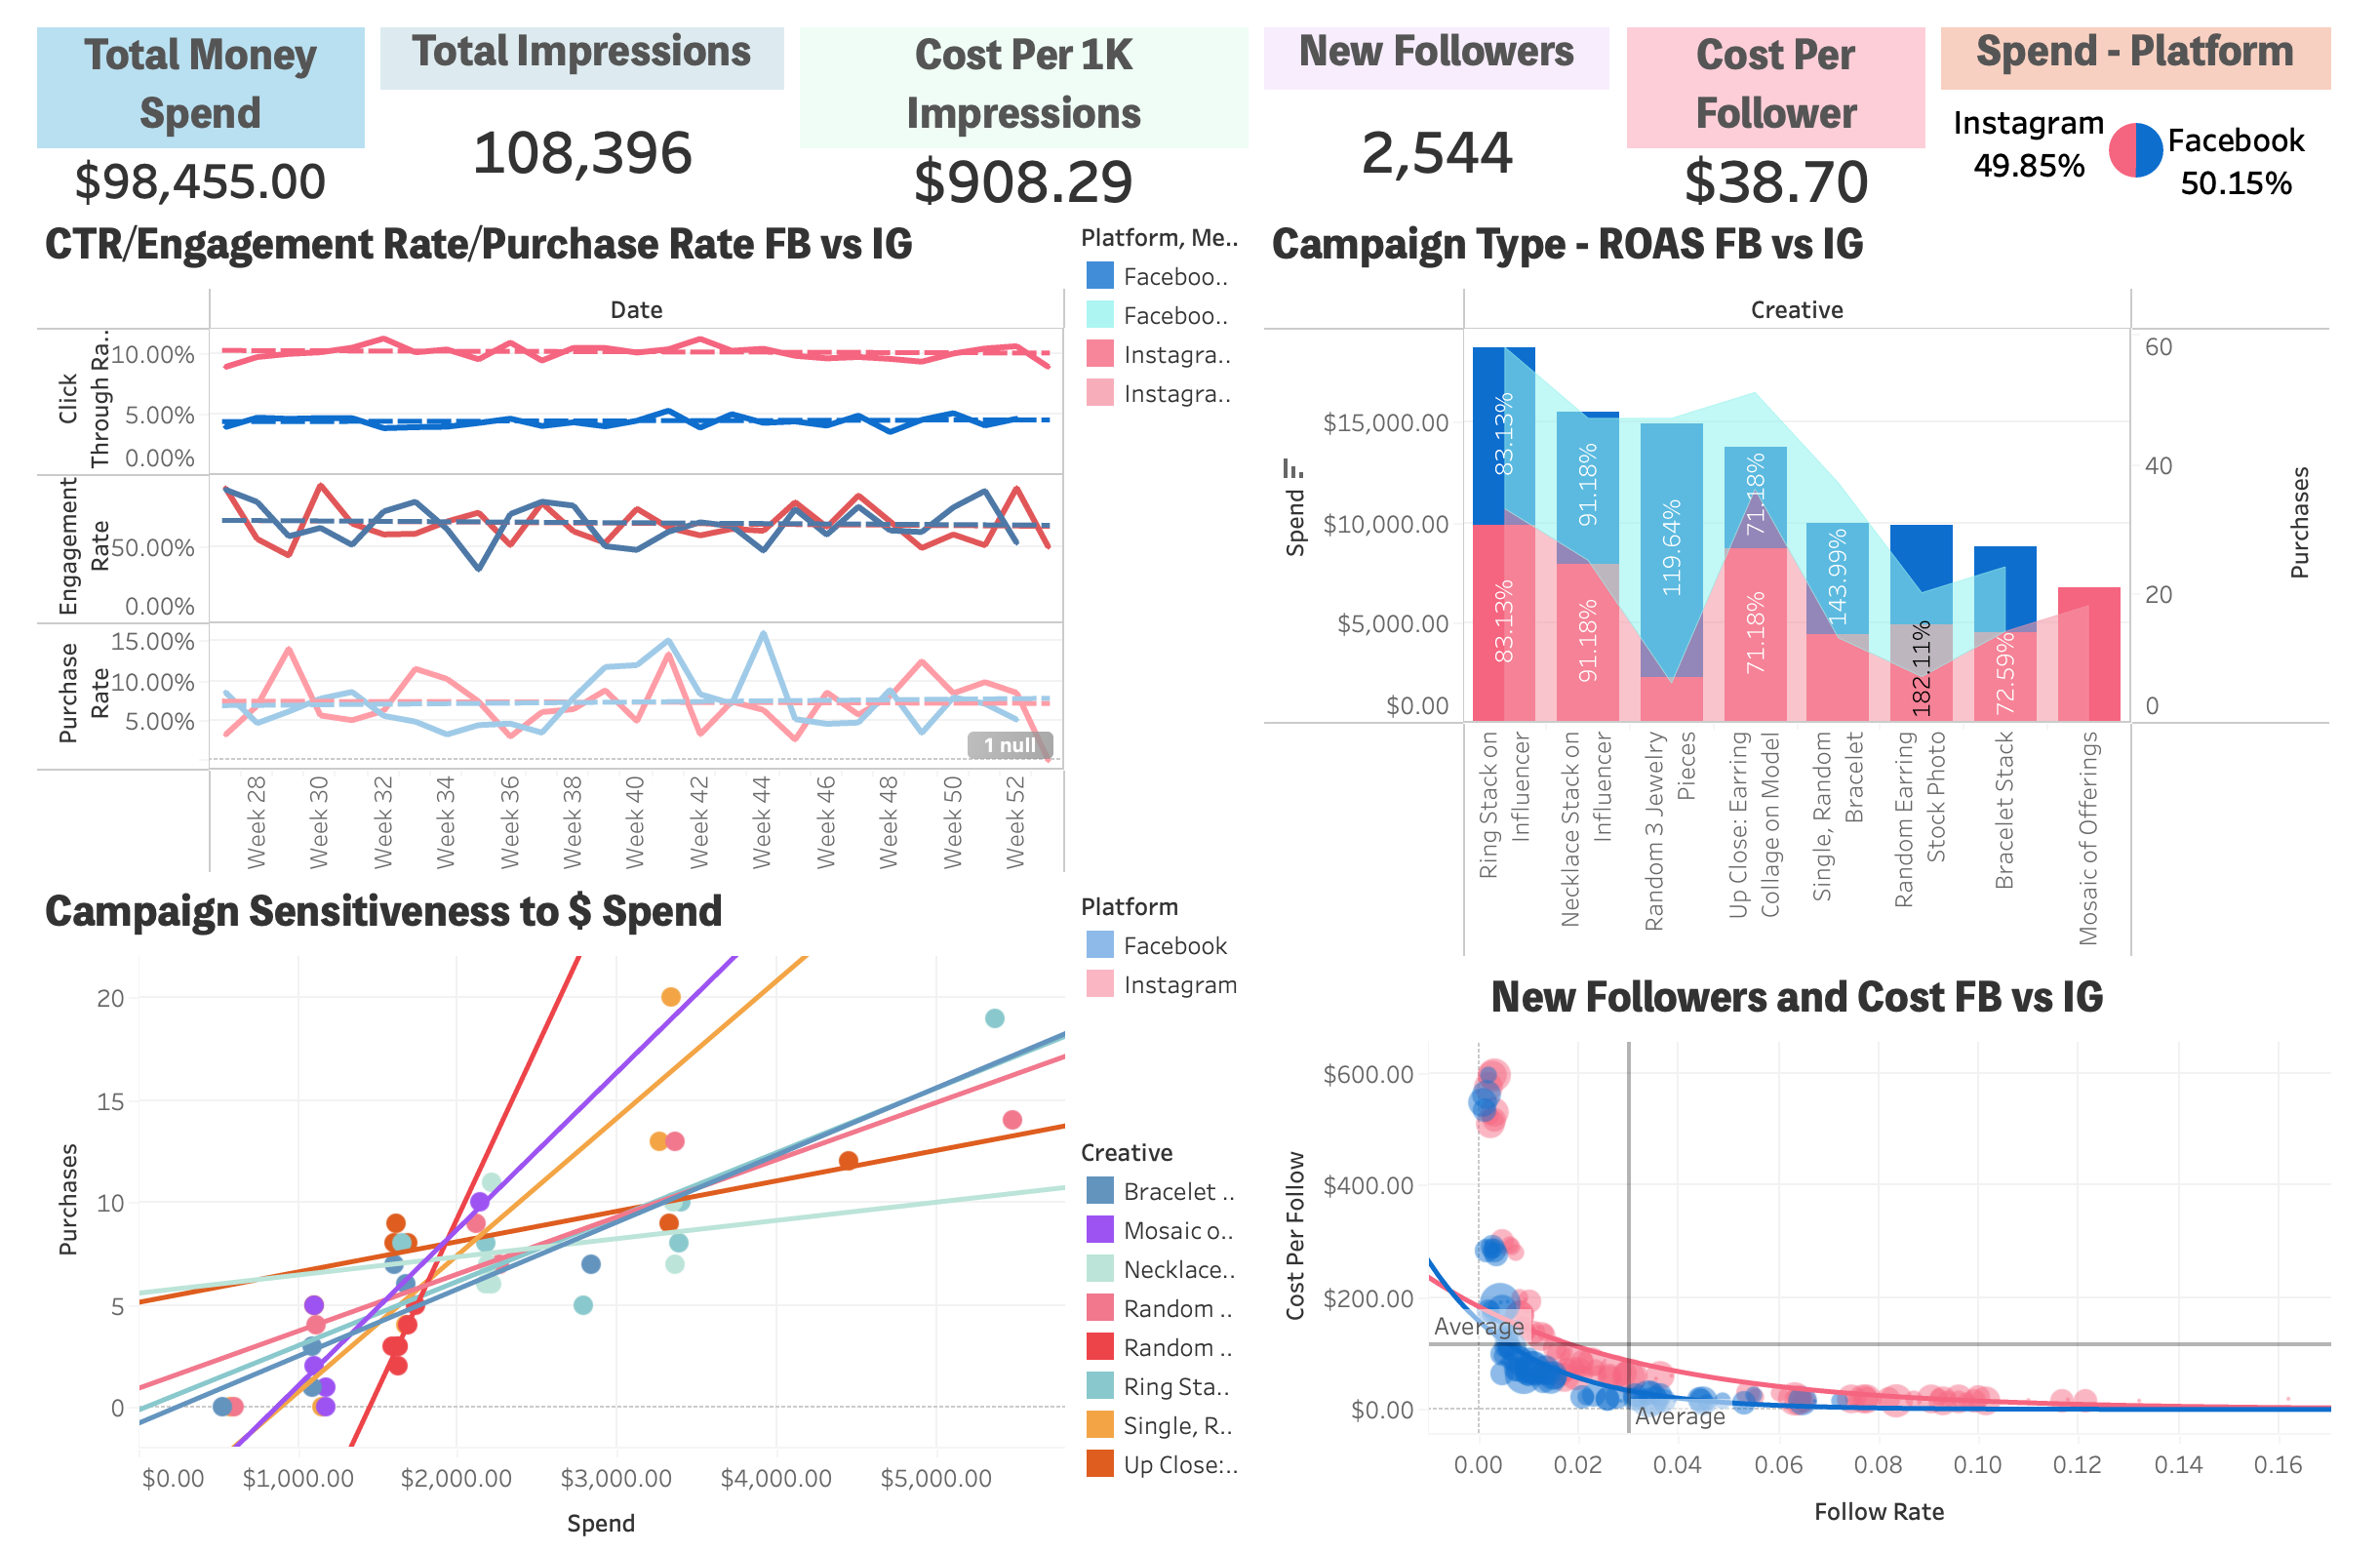 Total Money
Spend
$98,455.00
Total Impressions
108,396
Cost Per 1K
Impressions
$908.29
New Followers
2,544
Cost Per
Follower
$38.70
Spend - Platform
Instagram
49.85%
Facebook
50.15%
CTR/Engagement Rate/Purchase Rate FB vs IG
Date
Click
Through Ra..
10.00%
5.00%
0.00%
Engagement
Rate
50.00%
0.00%
Purchase
Rate
15.00%
10.00%
5.00%
1 null
Week 28
Week 30
Week 32
Week 34
Week 36
Week 38
Week 40
Week 42
Week 44
Week 46
Week 48
Week 50
Week 52
Platform, Me..
Faceboo..
Faceboo..
Instagra..
Instagra..
Campaign Type - ROAS FB vs IG
Creative
Spend
$15,000.00
$10,000.00
$5,000.00
$0.00
83.13%
83.13%
91.18%
91.18%
119.64%
71.18%
71.18%
143.99%
182.11%
72.59%
60
40
20
0
Purchases
Ring Stack on
Influencer
Necklace Stack on
Influencer
Random 3 Jewelry
Pieces
Up Close: Earring
Collage on Model
Single, Random
Bracelet
Random Earring
Stock Photo
Bracelet Stack
Mosaic of Offerings
Campaign Sensitiveness to $ Spend
Purchases
20
15
10
5
0
$0.00
$1,000.00
$2,000.00
$3,000.00
$4,000.00
$5,000.00
Spend
Platform
Facebook
Instagram
Creative
Bracelet ..
Mosaic o..
Necklace..
Random ..
Random ..
Ring Sta..
Single, R..
Up Close:..
New Followers and Cost FB vs IG
Cost Per Follow
$600.00
$400.00
$200.00
$0.00
Average
Average
0.00
0.02
0.04
0.06
0.08
0.10
0.12
0.14
0.16
Follow Rate